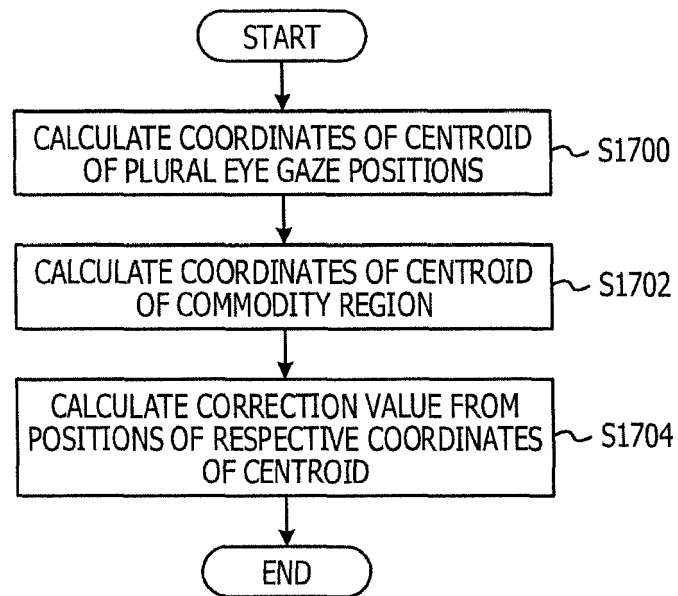 START
CALCULATE COORDINATES OF CENTROID
OF PLURAL EYE GAZE POSITIONS
S1700
CALCULATE COORDINATES OF CENTROID
OF COMMODITY REGION
S1702
CALCULATE CORRECTION VALUE FROM
POSITIONS OF RESPECTIVE COORDINATES
OF CENTROID
S1704
END